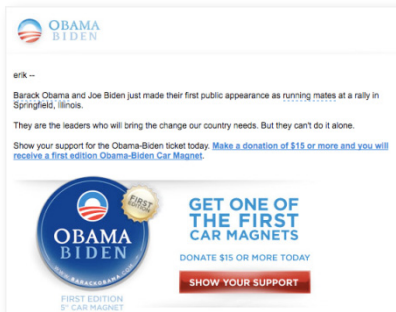 OBAMA
BIDEN
erik --
Barack Obama and Joe Biden just made their first public appearance as running mates at a rally in
Springfield, Illinois.
They are the leaders who will bring the change our country needs. But they can't do it alone.
Show your support for the Obama-Biden ticket today. Make a donation of $15 or more and you will
receive a first edition Obama-Biden Car Magnet.
FIRST
EDITION
OBAMA
BIDEN
WWW.BARACKOBAMA.COM
FIRST EDITION
5" CAR MAGNET
GET ONE OF
THE FIRST
CAR MAGNETS
DONATE $15 OR MORE TODAY
SHOW YOUR SUPPORT